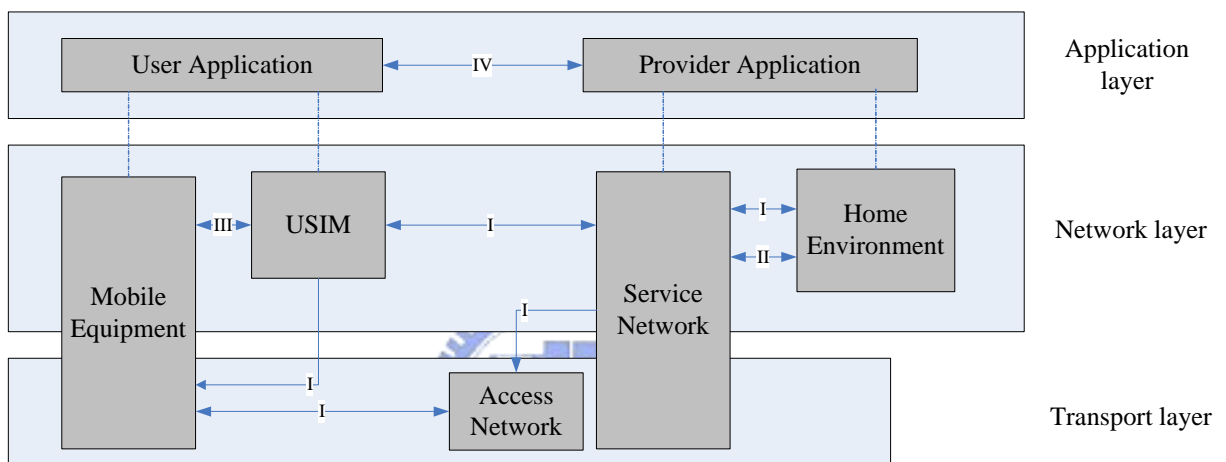 User Application
IV
Provider Application
Application
layer
Mobile
Equipment
III
USIM
I
Service
Network
I
II
Home
Environment
Network layer
I
I
I
Access
Network
Transport layer